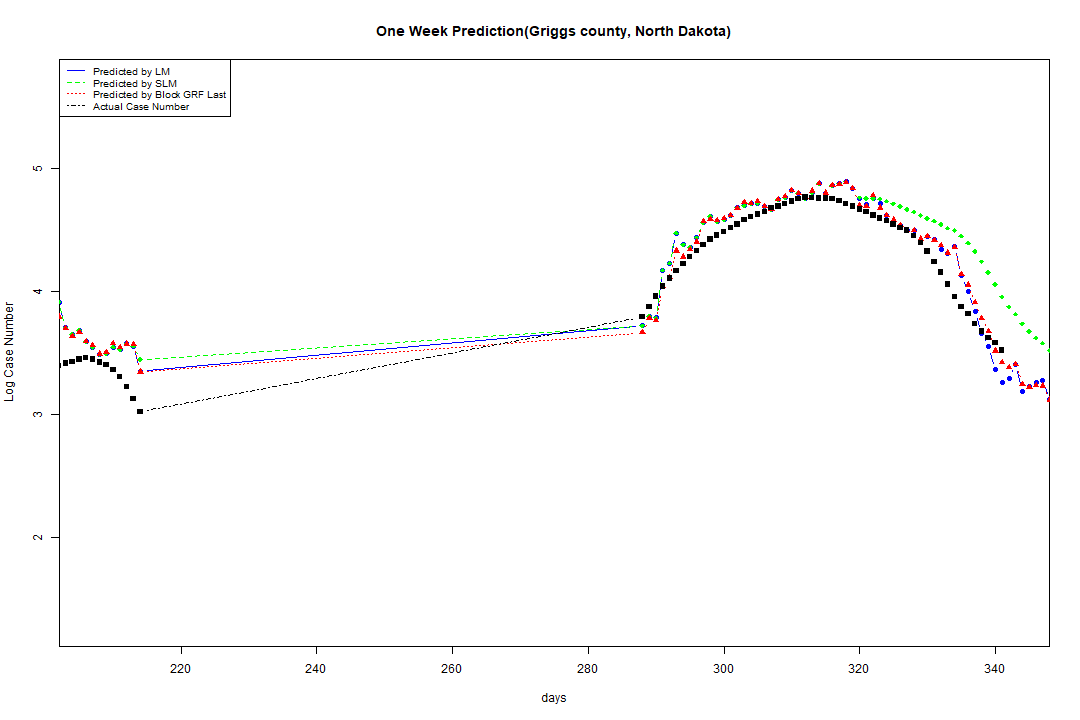 One Week Prediction(Griggs county, North Dakota)
Predicted by LM
Predicted by SLM
Predicted by Block GRF Last
Actual Case Number
5
4
3
2
Log Case Number
220 240 260 280 300 320 340
days